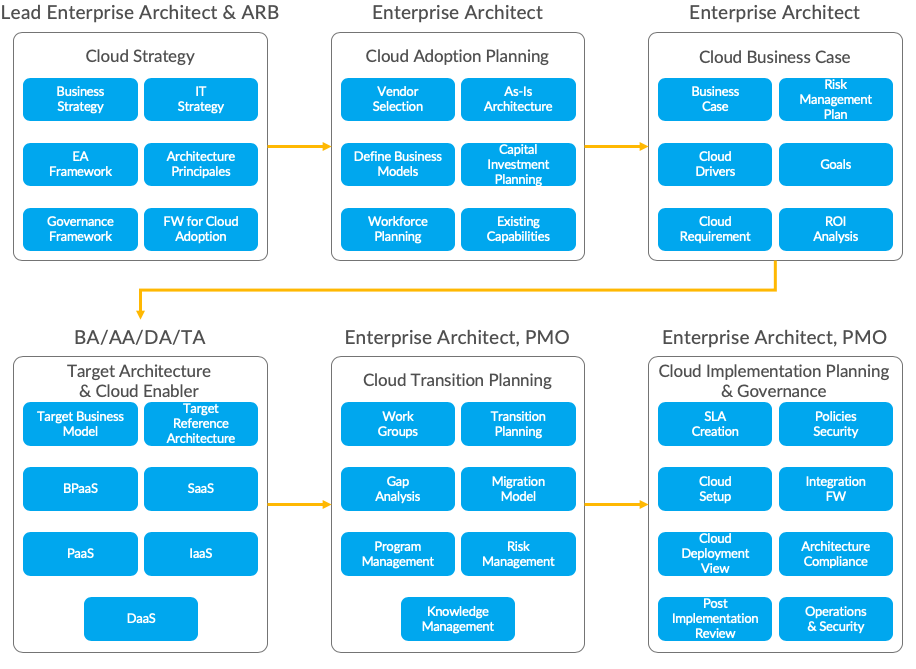 Lead Enterprise Architect & ARB
Cloud Strategy
Business
Strategy
IT
Strategy
EA
Framework
Architecture
Principales
Governance
Framework
FW for Cloud
Adoption
Enterprise Architect
Cloud Adoption Planning
Vendor
Selection
As-Is
Architecture
Define Business
Models
Capital
Investment
Planning
Workforce
Planning
Existing
Capabilities
Enterprise Architect
Cloud Business Case
Business
Case
Risk
Management
Plan
Cloud
Drivers
Goals
Cloud
Requirement
ROI
Analysis
BA/AA/DA/TA
Target Architecture
& Cloud Enabler
Target Business
Model
Target
Reference
Architecture
BPaaS
SaaS
PaaS
IaaS
DaaS
Enterprise Architect, PMO
Cloud Transition Planning
Work
Groups
Transition
Planning
Gap
Analysis
Migration
Model
Program
Management
Risk
Management
Knowledge
Management
Enterprise Architect, PMO
Cloud Implementation Planning
& Governance
SLA
Creation
Policies
Security
Cloud
Setup
Integration
FW
Cloud
Deployment
View
Architecture
Compliance
Post
Implementation
Review
Operations
& Security